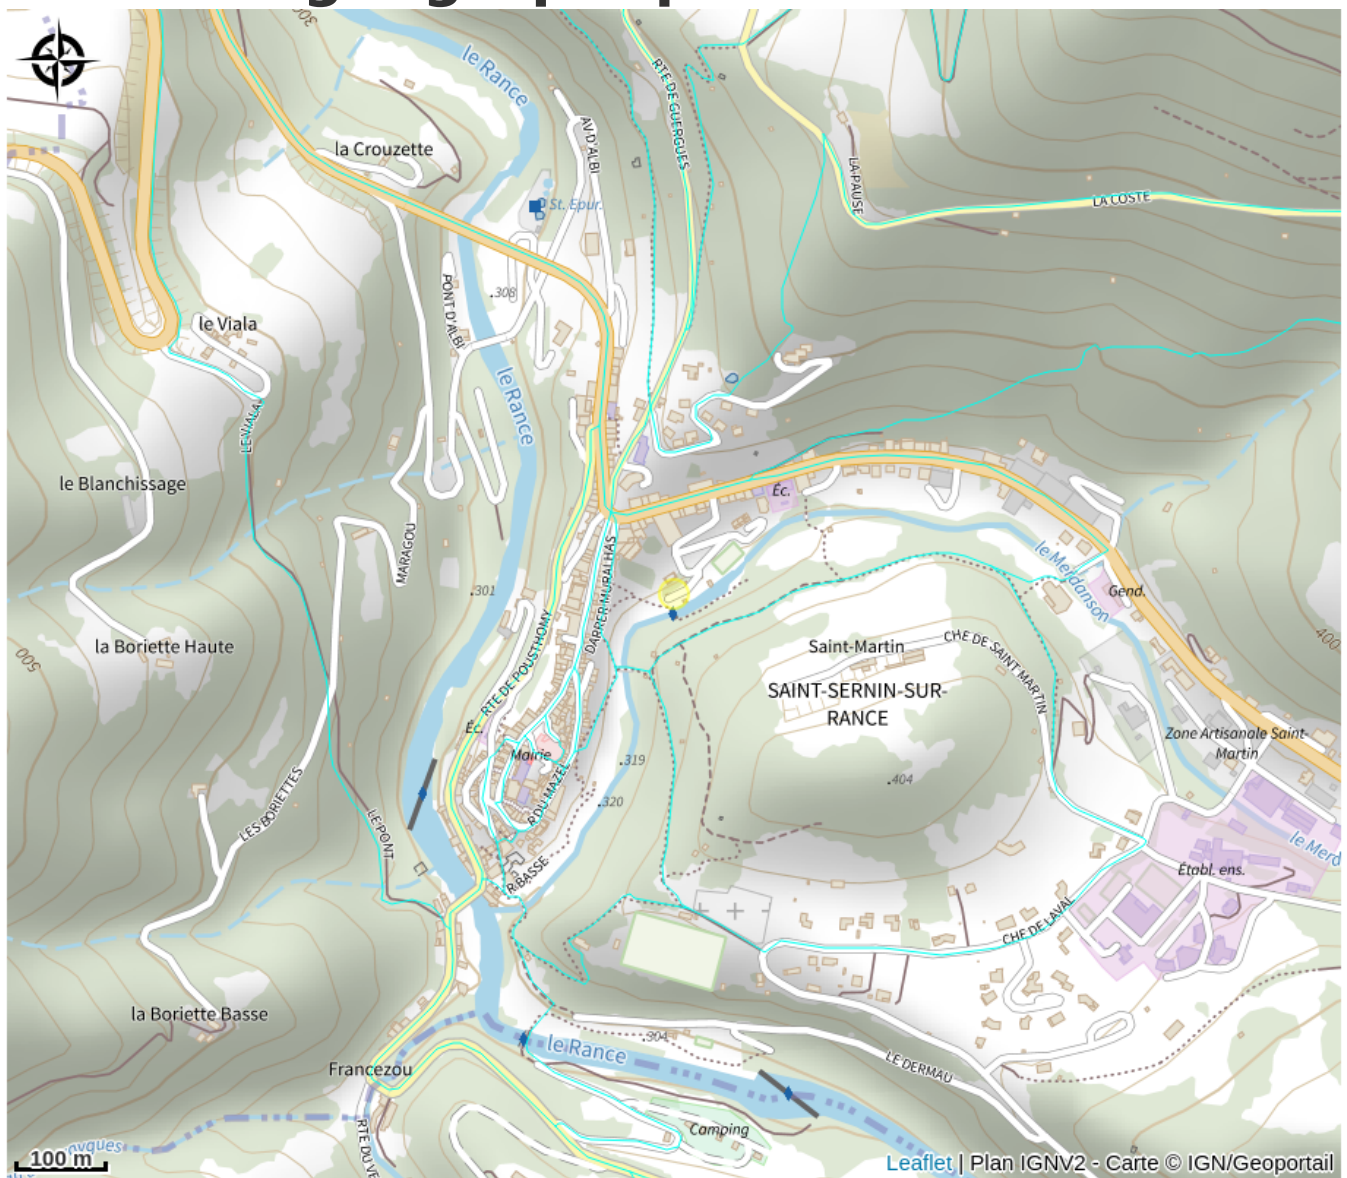 300
le Rance
RTE DE GUERGUES
AV D'ALBI
la Crouzette
LA PAUSE
LA COSTE
St. Epur.
PONT D'ALBI
.308
le Viala
le Rance
LE VIALA
le Blanchissage
Éc.
MARAGOU
le Merdanson
.301
DARRER MURALHAS
Gend.
la Boriette Haute
Saint-Martin
CHE DE SAINT MARTIN
400
500
RTE DE POUSTHOMY
SAINT-SERNIN-SUR-
RANCE
Éc.
Mairie
Zone Artisanale Saint-
Martin
.319
.404
R DU MAZEL
.320
LES BORIETTES
LE PONT
le Merd
R BASSE
Établ. ens.
CHE DE LAVAL
la Boriette Basse
.304
le Rance
Francezou
LE DERMAU
Camping
RTE DU VE
100 m
Leaflet | Plan IGNV2 - Carte © IGN/Geoportail